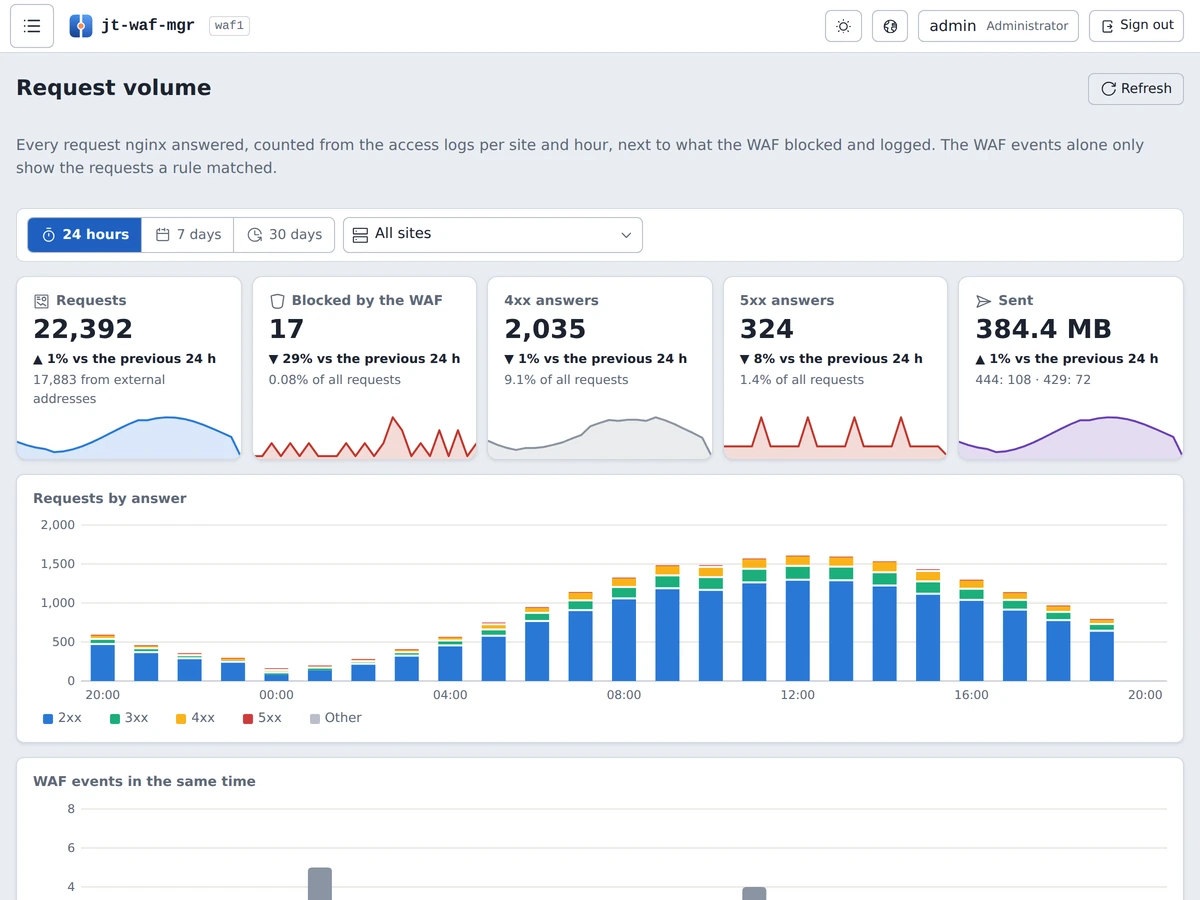 jt-waf-mgr
waf1
admin Administrator
Sign out
Request volume
Refresh
Every request nginx answered, counted from the access logs per site and hour, next to what the WAF blocked and logged. The WAF events alone only
show the requests a rule matched.
24 hours
7 days
30 days
All sites
Requests
22,392
▲ 1% vs the previous 24 h
17,883 from external
addresses
Blocked by the WAF
17
▼ 29% vs the previous 24 h
0.08% of all requests
4xx answers
2,035
▼ 1% vs the previous 24 h
9.1% of all requests
5xx answers
324
▼ 8% vs the previous 24 h
1.4% of all requests
Sent
384.4 MB
▲ 1% vs the previous 24 h
444: 108 · 429: 72
Requests by answer
2,000
1,500
1,000
500
0
20:00 00:00 04:00 08:00 12:00 16:00 20:00
2xx 3xx 4xx 5xx Other
WAF events in the same time
8
6
4